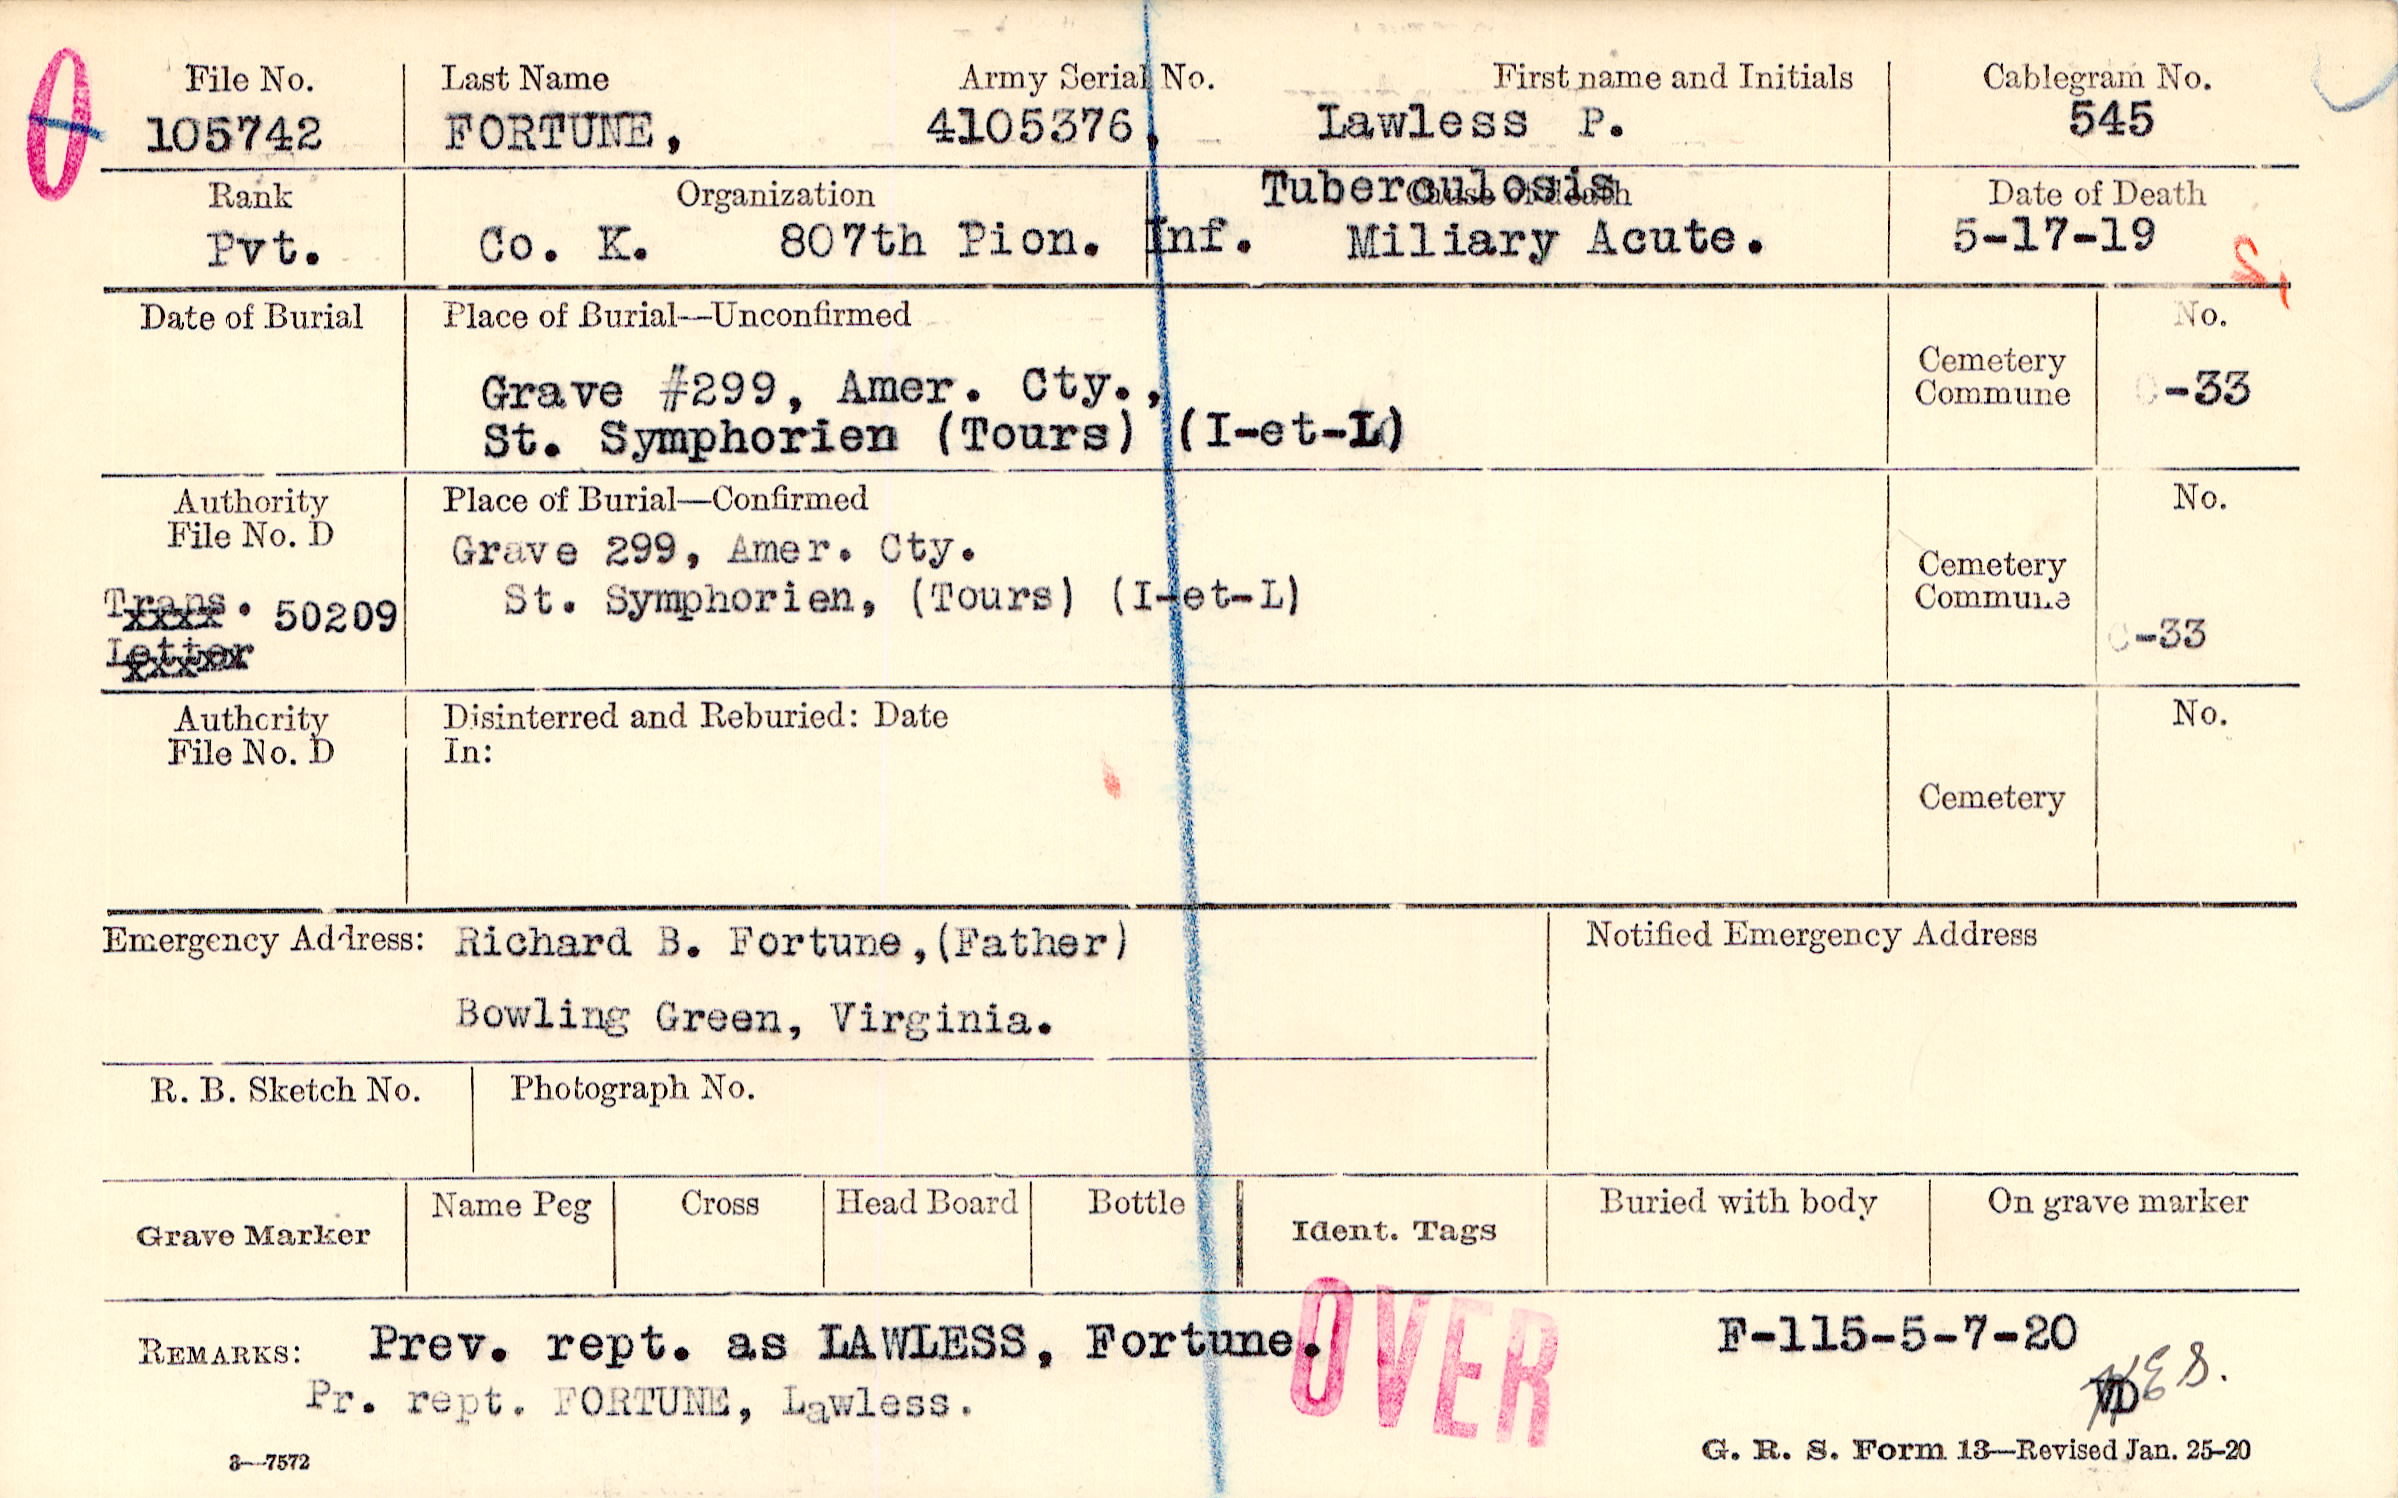 File No. Last Name Army Serial No. First name and Initials Cablegram No.
105742 FORTUNE, 4105376, Lawless P. 545
Rank Organization Cause of death Date of Death
Tuberculosis
Pvt. Co. K. 807th Pion. Inf. Miliary Acute. 5-17-19
Date of Burial Place of Burial—Unconfirmed No.
Cemetery
Commune C-33
Grave #299, Amer. Cty.,
St. Symphorien (Tours) (I-et-L)
Authority Place of Burial—Confirmed No.
File No. D
Grave 299, Amer. Cty.
Cemetery
Commune
Trans. 50209 St. Symphorien, (Tours) (I-et-L)
C-33
Letter
Authority Disinterred and Reburied: Date No.
File No. D In:
Cemetery
Emergency Address: Richard B. Fortune,(Father) Notified Emergency Address
Bowling Green, Virginia.
R. B. Sketch No. Photograph No.
Grave Marker Name Peg Cross Head Board Bottle Ident. Tags Buried with body On grave marker
OVER
REMARKS: Prev. rept. as LAWLESS, Fortune. F-115-5-7-20
Pr. rept. FORTUNE, Lawless.
3—7572 G. R. S. Form 13—Revised Jan. 25-20